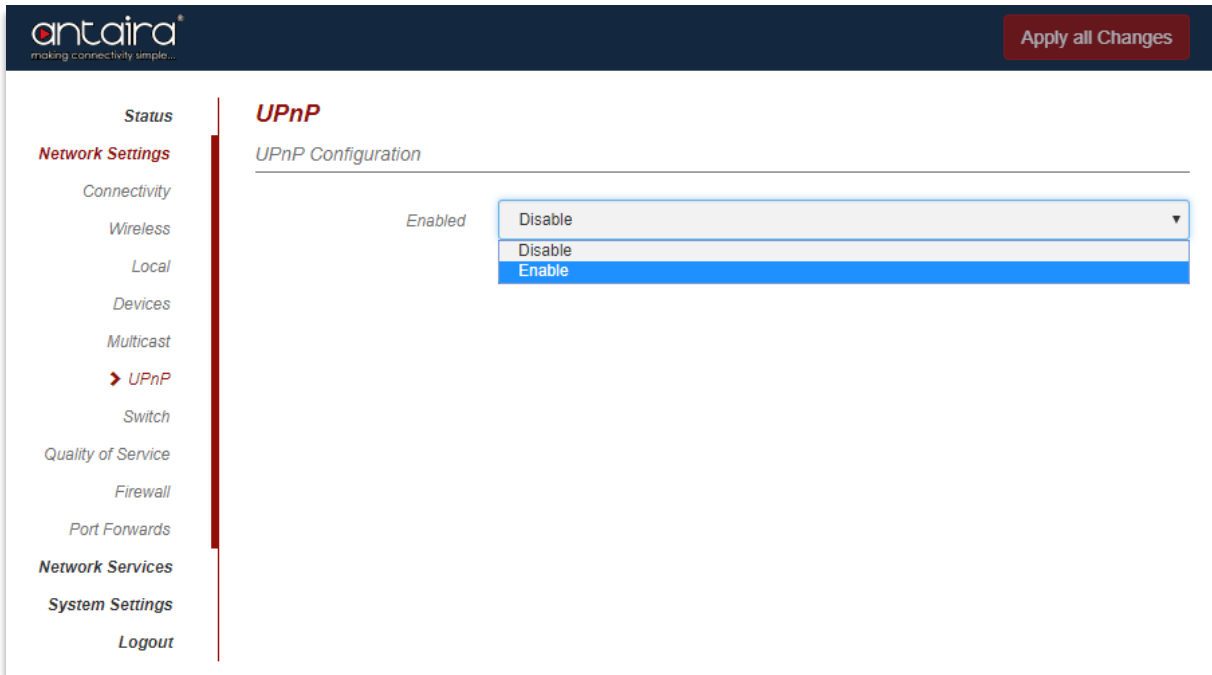 antaira®
making connectivity simple...
Apply all Changes
Status
Network Settings
Connectivity
Wireless
Local
Devices
Multicast
UPnP
Switch
Quality of Service
Firewall
Port Forwards
Network Services
System Settings
Logout
UPnP
UPnP Configuration
Enabled
Disable
Disable
Enable